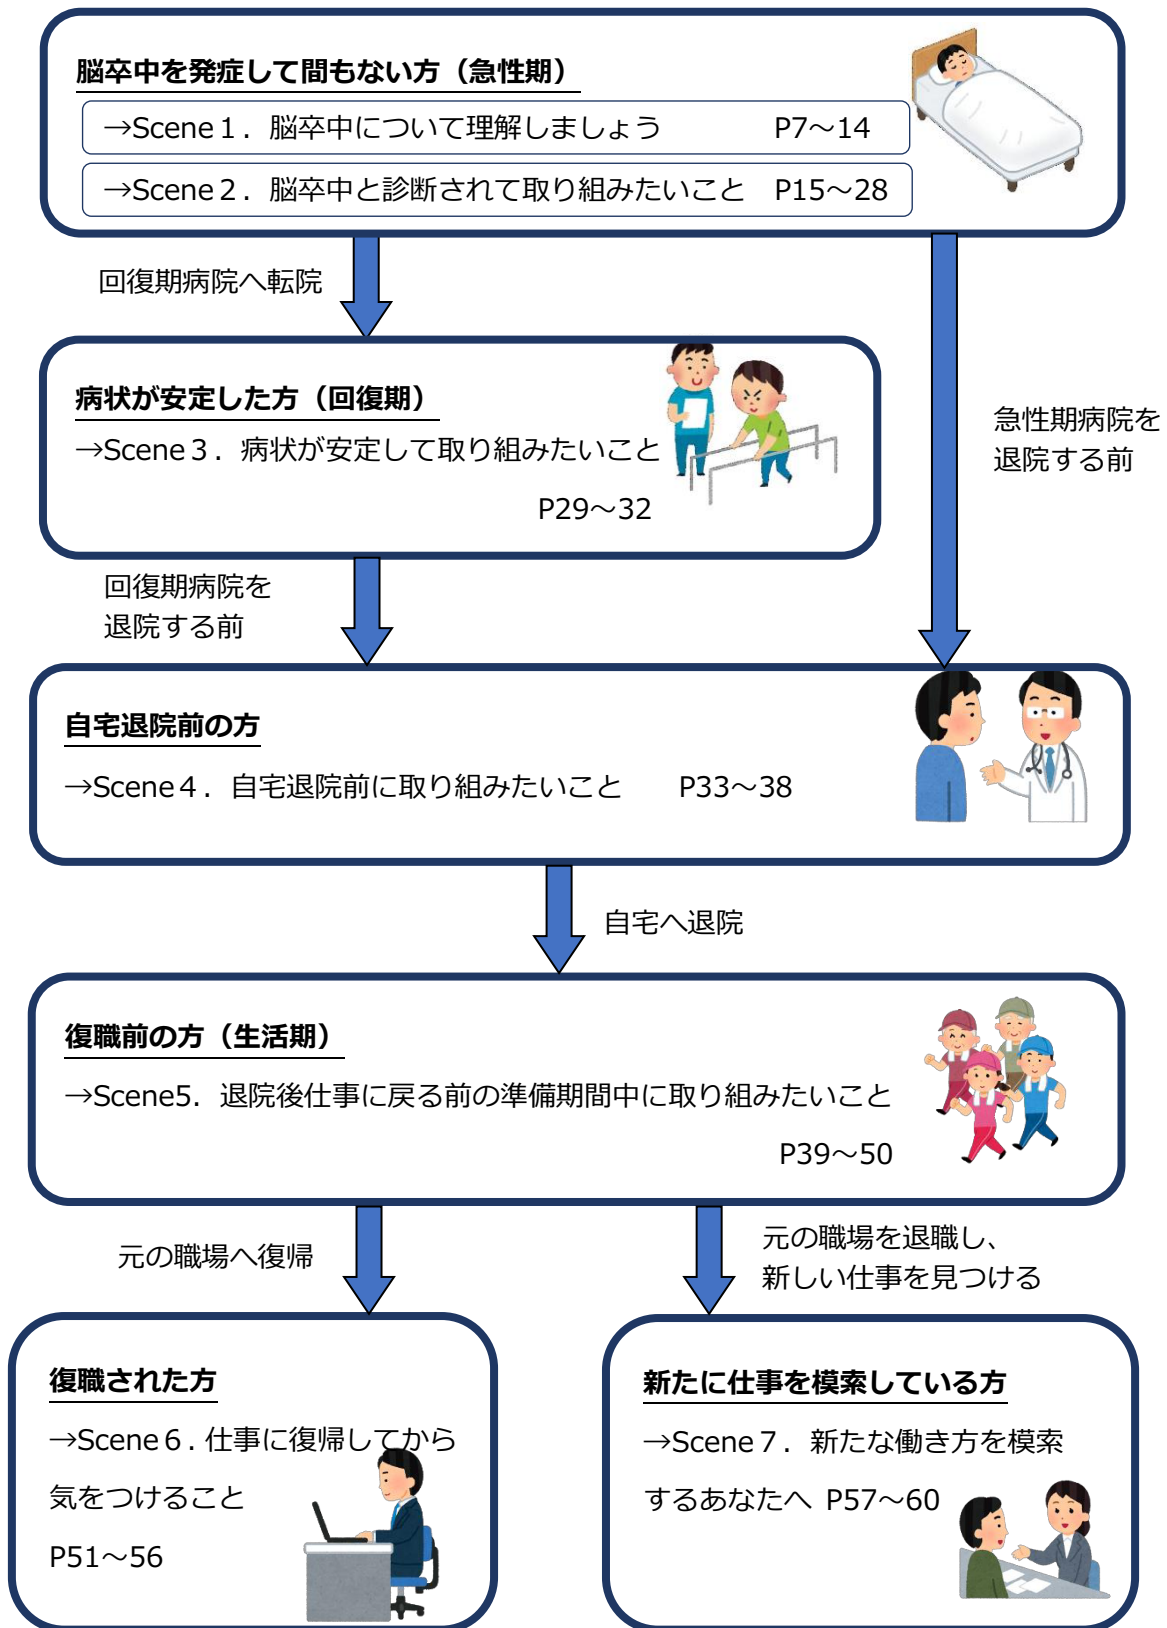 脳卒中を発症して間もない方（急性期）
→Scene１．脳卒中について理解しましょう　P7～14
→Scene２．脳卒中と診断されて取り組みたいこと　P15～28
回復期病院へ転院
急性期病院を
退院する前
病状が安定した方（回復期）
→Scene３．病状が安定して取り組みたいこと
P29～32
回復期病院を
退院する前
自宅退院前の方
→Scene４．自宅退院前に取り組みたいこと　P33～38
自宅へ退院
復職前の方（生活期）
→Scene5．退院後仕事に戻る前の準備期間中に取り組みたいこと
P39～50
元の職場へ復帰
元の職場を退職し、
新しい仕事を見つける
復職された方
→Scene６．仕事に復帰してから
気をつけること
P51～56
新たに仕事を模索している方
→Scene７．新たな働き方を模索
するあなたへ P57～60